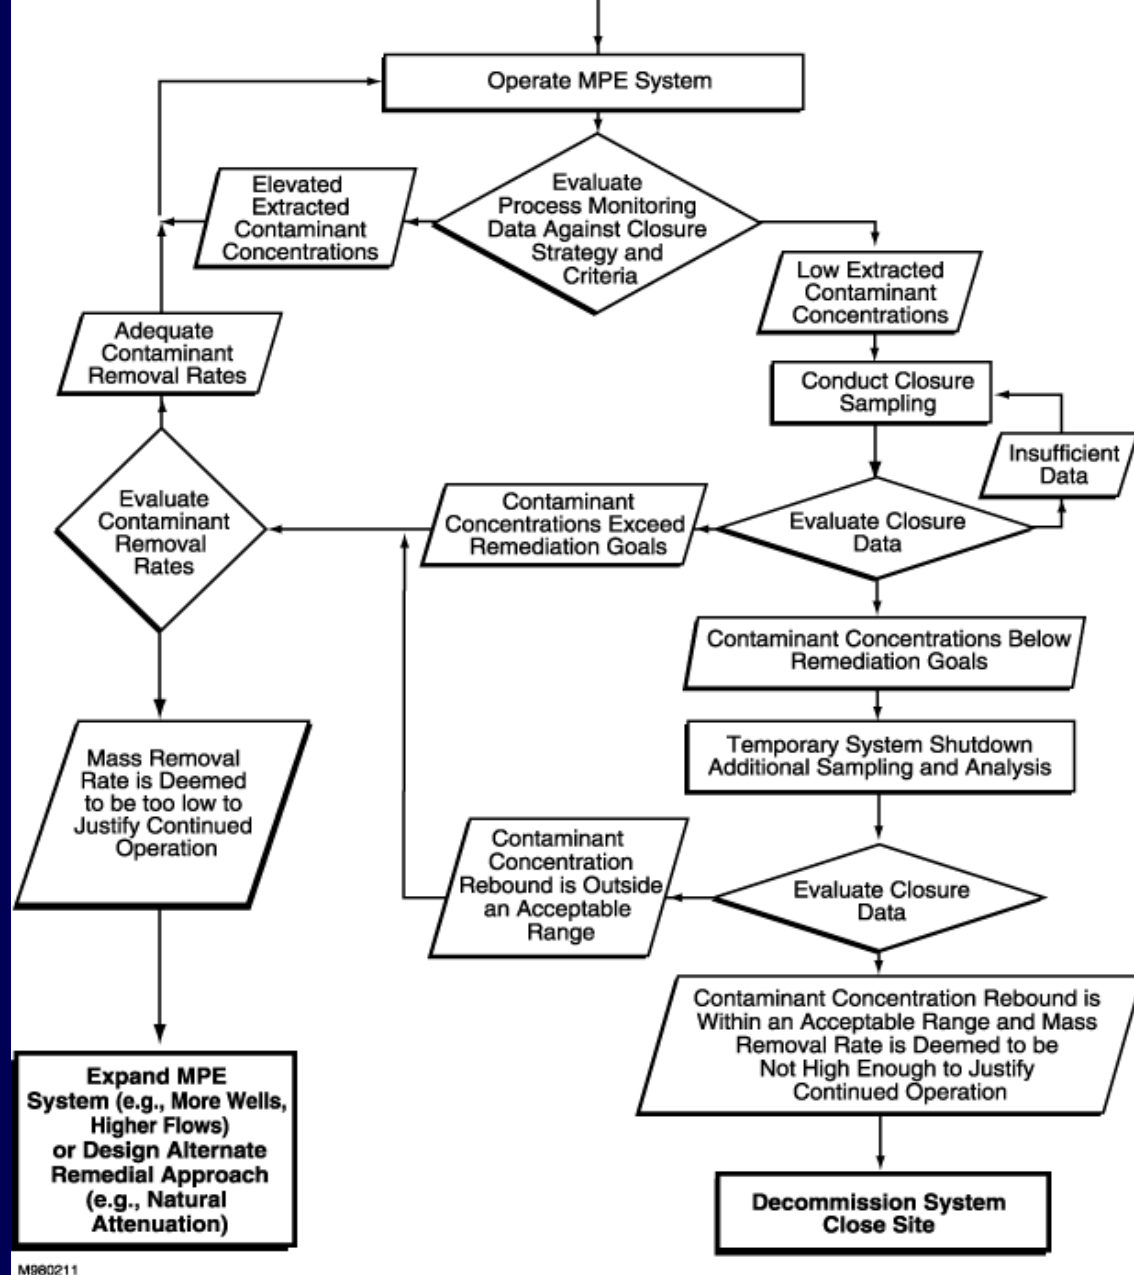 Operate MPE System
Evaluate
Process Monitoring
Data Against Closure
Strategy and
Criteria
Elevated
Extracted
Contaminant
Concentrations
Low Extracted
Contaminant
Concentrations
Adequate
Contaminant
Removal Rates
Conduct Closure
Sampling
Insufficient
Data
Evaluate
Contaminant
Removal
Rates
Contaminant
Concentrations Exceed
Remediation Goals
Evaluate Closure
Data
Contaminant Concentrations Below
Remediation Goals
Temporary System Shutdown
Additional Sampling and Analysis
Mass Removal
Rate is Deemed
to be too low to
Justify Continued
Operation
Contaminant
Concentration
Rebound is Outside
an Acceptable
Range
Evaluate Closure
Data
Contaminant Concentration Rebound is
Within an Acceptable Range and Mass
Removal Rate is Deemed to be
Not High Enough to Justify
Continued Operation
Expand MPE
System (e.g., More Wells,
Higher Flows)
or Design Alternate
Remedial Approach
(e.g., Natural
Attenuation)
Decommission System
Close Site
M980211